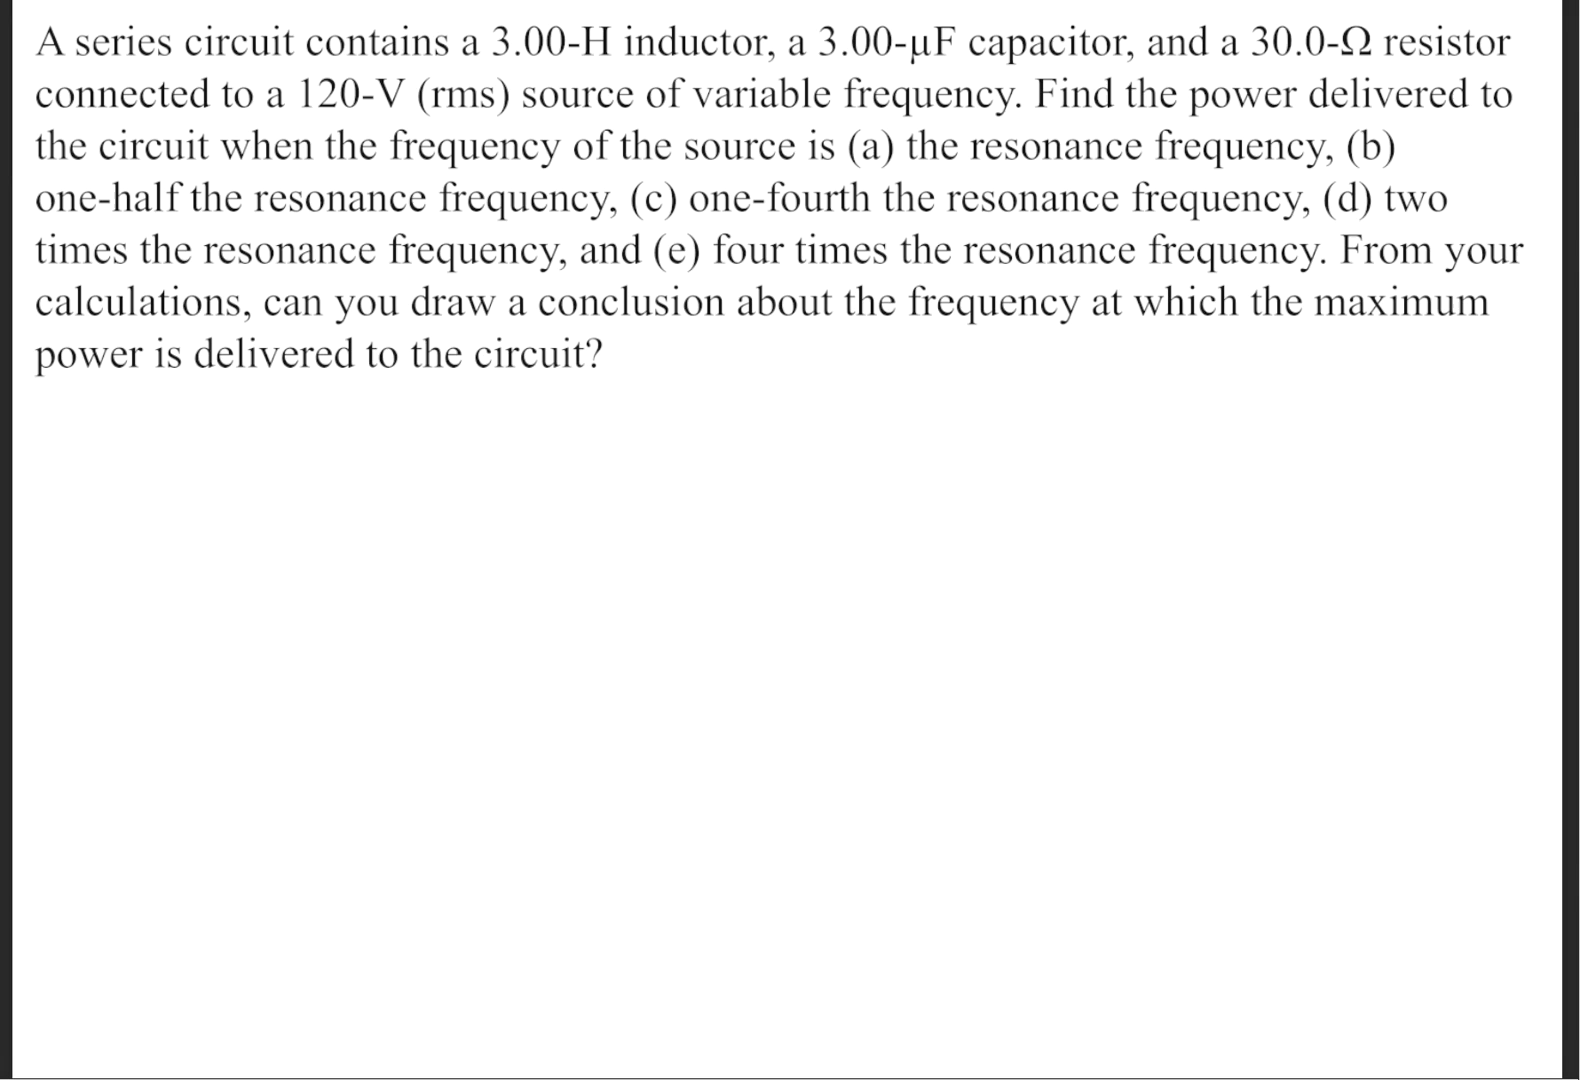 A series circuit contains a 3.00-H inductor, a 3.00-μF capacitor, and a 30.0-Ω resistor
connected to a 120-V (rms) source of variable frequency. Find the power delivered to
the circuit when the frequency of the source is (a) the resonance frequency, (b)
one-half the resonance frequency, (c) one-fourth the resonance frequency, (d) two
times the resonance frequency, and (e) four times the resonance frequency. From your
calculations, can you draw a conclusion about the frequency at which the maximum
power is delivered to the circuit?